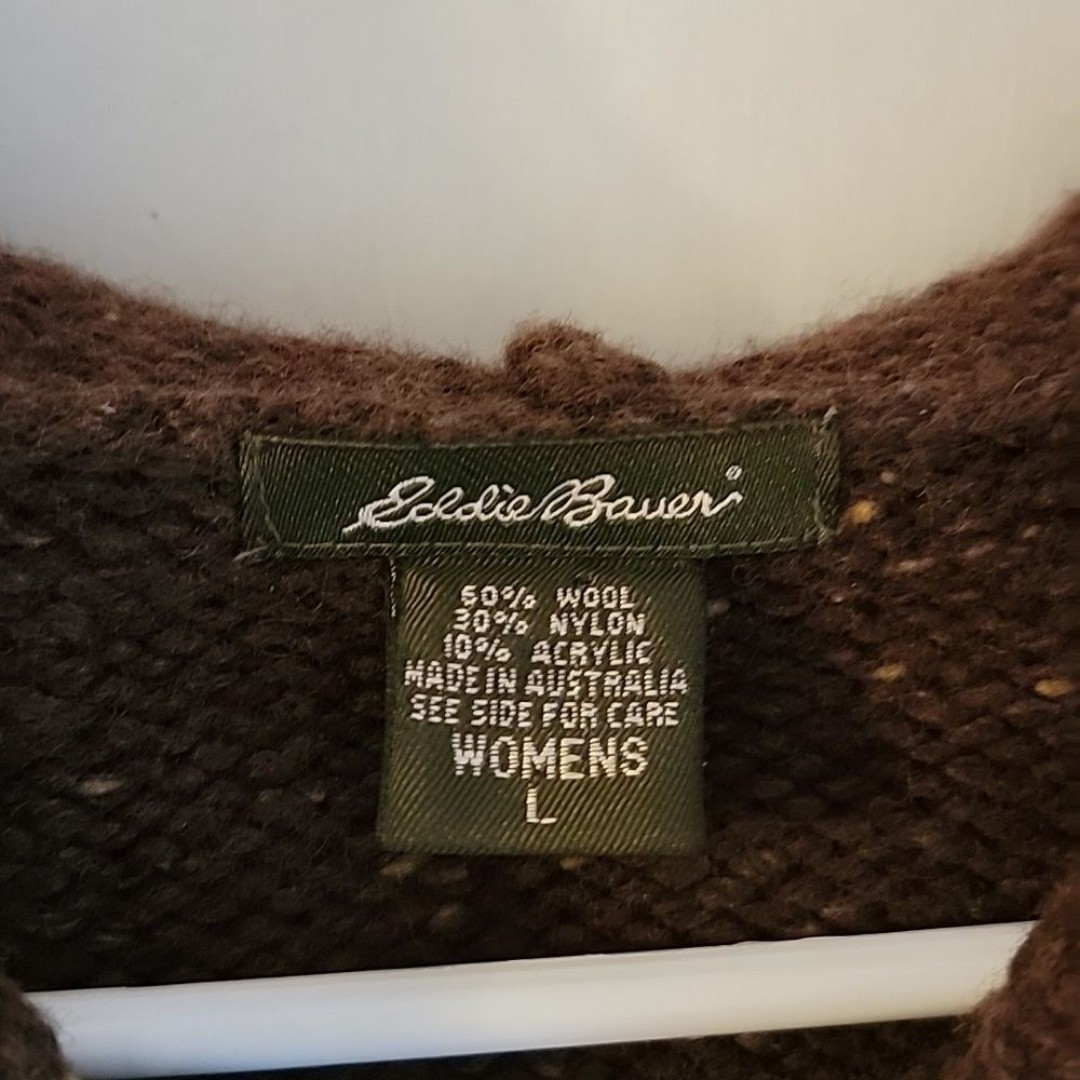 Eddie Bauer®
60% WOOL
30% NYLON
10% ACRYLIC
MADE IN AUSTRALIA
SEE SIDE FOR CARE
WOMENS
L